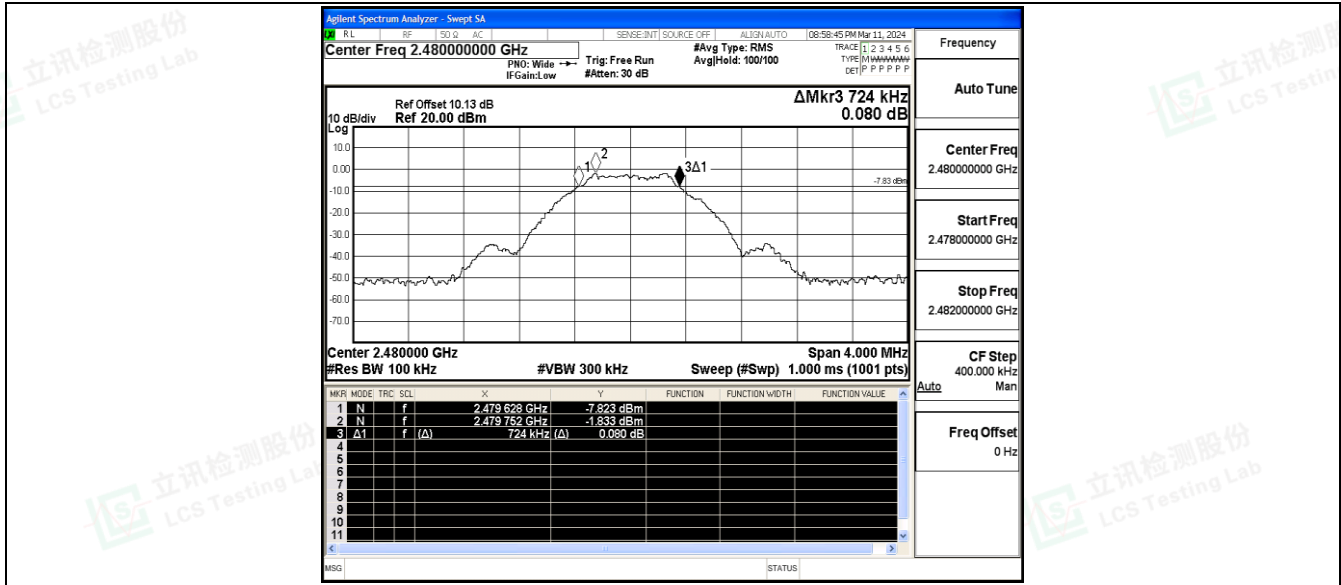 Agilent Spectrum Analyzer - Swept SA
LXI RL RF 50 Ω AC SENSE:INT SOURCE OFF ALIGN AUTO 08:58:45 PM Mar 11, 2024
Center Freq 2.480000000 GHz
PNO: Wide
IFGain:Low
Trig: Free Run
#Atten: 30 dB
#Avg Type: RMS
Avg|Hold: 100/100
TRACE 1 2 3 4 5 6
TYPE M WWWWW
DET P P P P P P
Ref Offset 10.13 dB
10 dB/div Ref 20.00 dBm
Log
ΔMkr3 724 kHz
0.080 dB
10.0
0.00
-10.0
-20.0
-30.0
-40.0
-50.0
-60.0
-70.0
1
2
3Δ1
-7.83 dBm
Center 2.480000 GHz Span 4.000 MHz
#Res BW 100 kHz #VBW 300 kHz Sweep (#Swp) 1.000 ms (1001 pts)
MKR MODE TRC SCL X Y FUNCTION FUNCTION WIDTH FUNCTION VALUE
1 N f 2.479 628 GHz -7.823 dBm
2 N f 2.479 752 GHz -1.833 dBm
3 Δ1 f (Δ) 724 kHz (Δ) 0.080 dB
4
5
6
7
8
9
10
11
MSG STATUS
Frequency
Auto Tune
Center Freq
2.480000000 GHz
Start Freq
2.478000000 GHz
Stop Freq
2.482000000 GHz
CF Step
400.000 kHz
Auto Man
Freq Offset
0 Hz
立讯检测股份
LCS Testing Lab
立讯检测股份
LCS Testing Lab
立讯检测股份
LCS Testing Lab
立讯检测股份
LCS Testing Lab